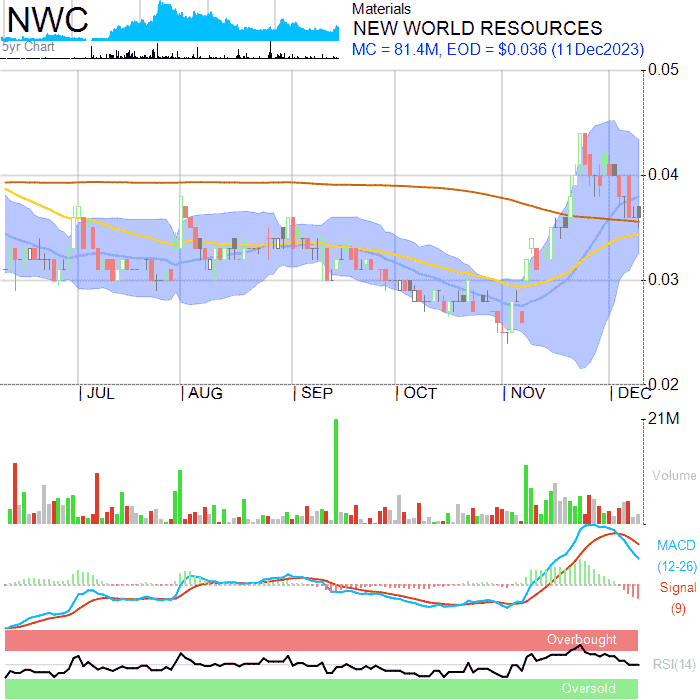 NWC
5yr Chart
Materials
NEW WORLD RESOURCES
MC = 81.4M, EOD = $0.036 (11Dec2023)
0.05
0.04
0.03
0.02
| JUL | AUG | SEP | OCT | NOV | DEC
21M
Volume
MACD
(12-26)
Signal
(9)
Overbought
RSI(14)
Oversold